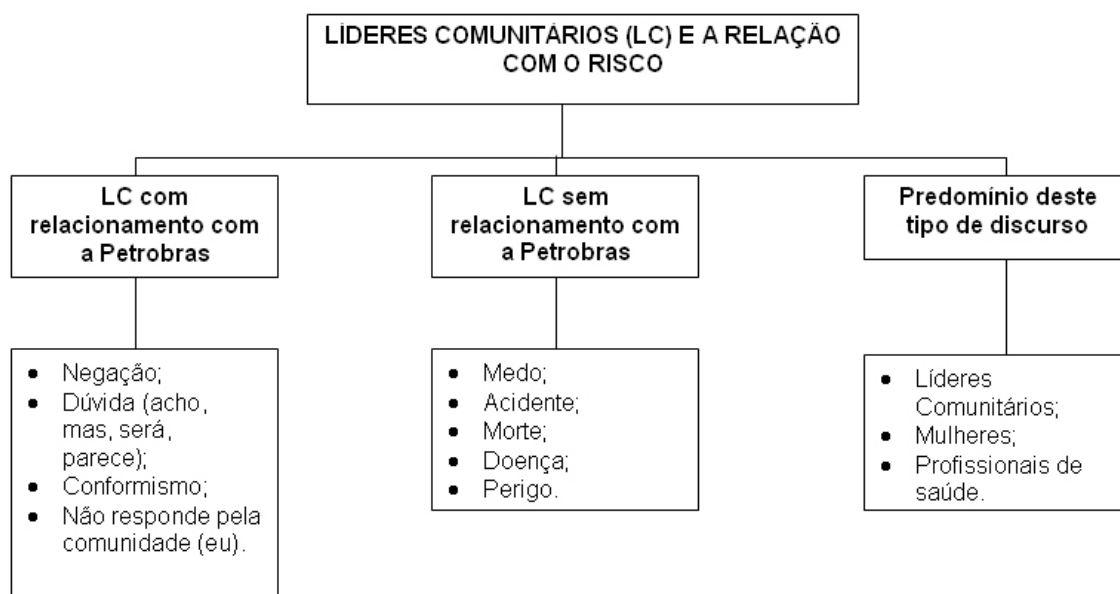 LÍDERES COMUNITÁRIOS (LC) E A RELAÇÃO
COM O RISCO
LC com
relacionamento com
a Petrobras
LC sem
relacionamento com
a Petrobras
Predomínio deste
tipo de discurso
• Negação;
• Dúvida (acho,
mas, será,
parece);
• Conformismo;
• Não responde pela
comunidade (eu).
• Medo;
• Acidente;
• Morte;
• Doença;
• Perigo.
• Líderes
Comunitários;
• Mulheres;
• Profissionais de
saúde.